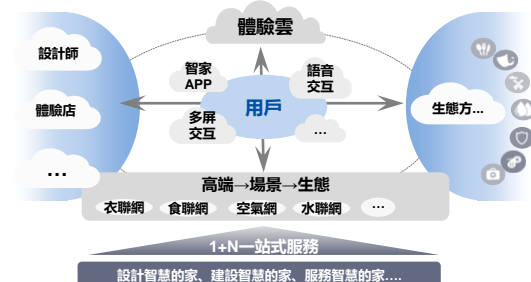 體驗雲
設計師
智家
APP
語音
交互
體驗店
用戶
生態方...
多屏
交互
...
...
高端→場景→生態
衣聯網
食聯網
空氣網
水聯網
...
1+N一站式服務
設計智慧的家、建設智慧的家、服務智慧的家....